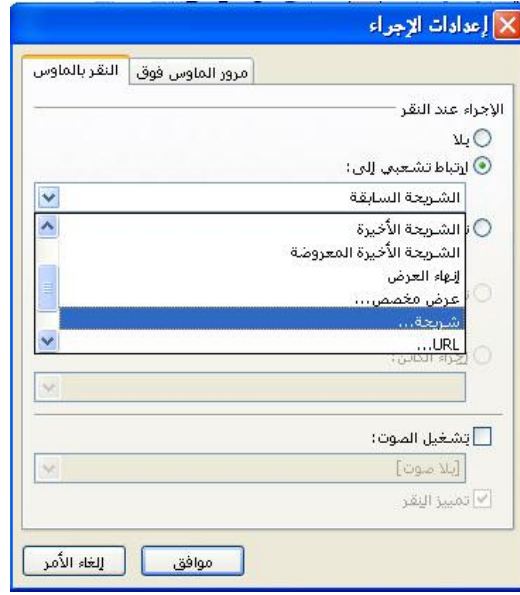 إعدادات الإجراء
النقر بالماوس
مرور الماوس فوق
الإجراء عند النقر
بلا
ارتباط تشعبي إلى:
الشريحة السابقة
الشريحة الأخيرة
الشريحة الأخيرة المعروضة
إنهاء العرض
عرض مخصص...
شريحة...
URL...
إجراء الكائن:
تشغيل الصوت:
[بلا صوت]
تمييز النقر
موافق
إلغاء الأمر